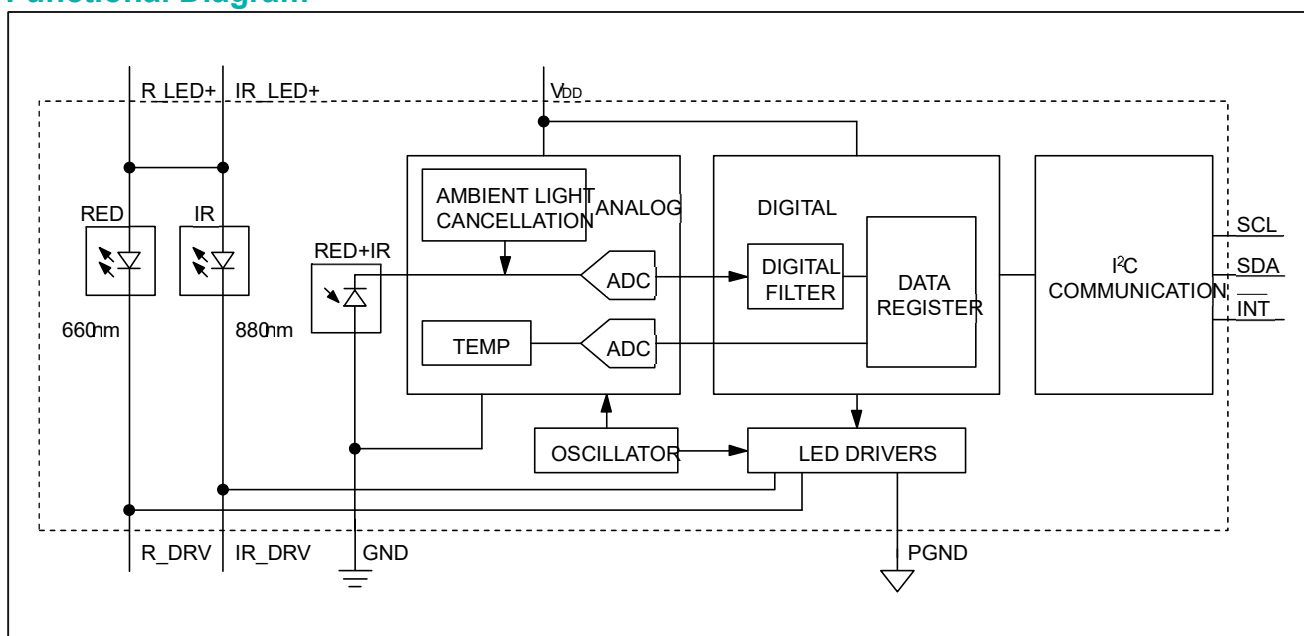 Functional Diagram
R_LED+ IR_LED+ VDD
RED IR
660nm 880nm
RED+IR
AMBIENT LIGHT
CANCELLATION
ANALOG
ADC
TEMP
ADC
DIGITAL
DIGITAL
FILTER
DATA
REGISTER
I²C
COMMUNICATION
SCL
SDA
INT
OSCILLATOR
LED DRIVERS
R_DRV IR_DRV GND PGND